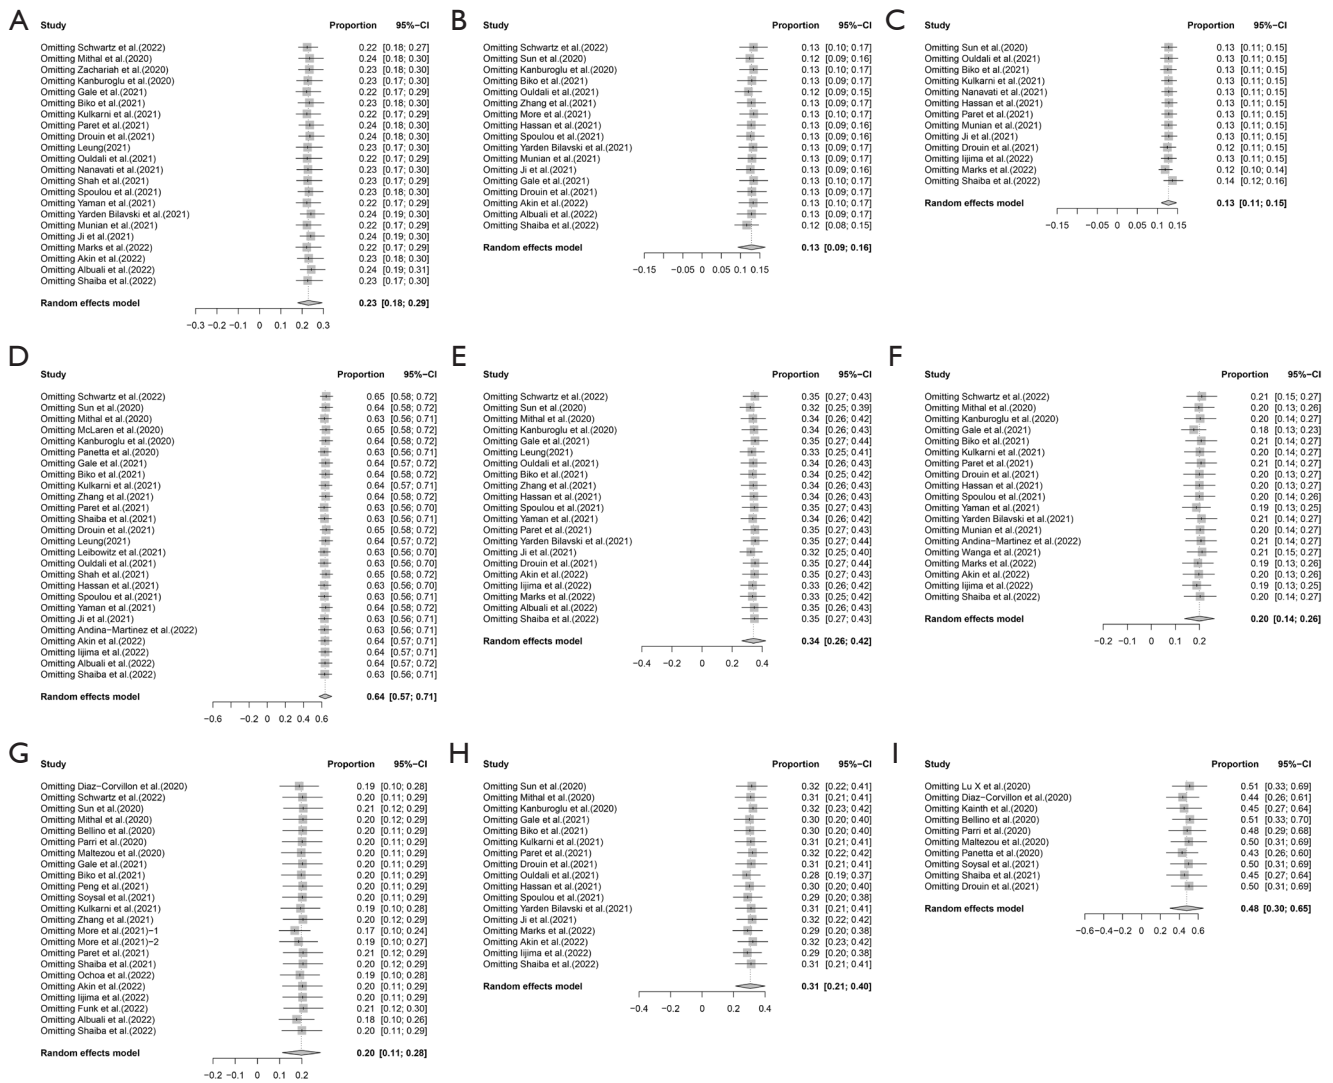 A
Study Proportion 95%−CI
Omitting Schwartz et al.(2022) 0.22 [0.18; 0.27]
Omitting Mithal et al.(2020) 0.24 [0.18; 0.30]
Omitting Zachariah et al.(2020) 0.23 [0.18; 0.30]
Omitting Kanburoglu et al.(2020) 0.23 [0.17; 0.30]
Omitting Gale et al.(2021) 0.22 [0.17; 0.29]
Omitting Biko et al.(2021) 0.23 [0.18; 0.30]
Omitting Kulkarni et al.(2021) 0.22 [0.17; 0.29]
Omitting Paret et al.(2021) 0.24 [0.18; 0.30]
Omitting Drouin et al.(2021) 0.24 [0.18; 0.30]
Omitting Leung(2021) 0.23 [0.17; 0.30]
Omitting Ouldali et al.(2021) 0.22 [0.17; 0.29]
Omitting Nanavati et al.(2021) 0.23 [0.17; 0.30]
Omitting Shah et al.(2021) 0.23 [0.17; 0.29]
Omitting Spoulou et al.(2021) 0.23 [0.18; 0.30]
Omitting Yaman et al.(2021) 0.22 [0.17; 0.29]
Omitting Yarden Bilavski et al.(2021) 0.24 [0.19; 0.30]
Omitting Munian et al.(2021) 0.22 [0.17; 0.29]
Omitting Ji et al.(2021) 0.24 [0.19; 0.30]
Omitting Marks et al.(2022) 0.22 [0.17; 0.29]
Omitting Akin et al.(2022) 0.23 [0.18; 0.30]
Omitting Albuali et al.(2022) 0.24 [0.19; 0.31]
Omitting Shaiba et al.(2022) 0.23 [0.17; 0.30]
Random effects model 0.23 [0.18; 0.29]
−0.3 −0.2 −0.1 0 0.1 0.2 0.3
B
Study Proportion 95%−CI
Omitting Schwartz et al.(2022) 0.13 [0.10; 0.17]
Omitting Sun et al.(2020) 0.12 [0.09; 0.16]
Omitting Kanburoglu et al.(2020) 0.13 [0.10; 0.17]
Omitting Biko et al.(2021) 0.13 [0.09; 0.17]
Omitting Ouldali et al.(2021) 0.12 [0.09; 0.15]
Omitting Zhang et al.(2021) 0.13 [0.09; 0.17]
Omitting More et al.(2021) 0.13 [0.10; 0.17]
Omitting Hassan et al.(2021) 0.13 [0.09; 0.16]
Omitting Spoulou et al.(2021) 0.13 [0.09; 0.17]
Omitting Yarden Bilavski et al.(2021) 0.13 [0.09; 0.17]
Omitting Munian et al.(2021) 0.13 [0.09; 0.17]
Omitting Ji et al.(2021) 0.13 [0.09; 0.16]
Omitting Gale et al.(2021) 0.13 [0.10; 0.17]
Omitting Drouin et al.(2021) 0.13 [0.09; 0.17]
Omitting Akin et al.(2022) 0.13 [0.10; 0.17]
Omitting Albuali et al.(2022) 0.13 [0.09; 0.17]
Omitting Shaiba et al.(2022) 0.12 [0.08; 0.15]
Random effects model 0.13 [0.09; 0.16]
−0.15 −0.05 0 0.05 0.10 0.15
C
Study Proportion 95%−CI
Omitting Sun et al.(2020) 0.13 [0.11; 0.15]
Omitting Ouldali et al.(2021) 0.13 [0.11; 0.15]
Omitting Biko et al.(2021) 0.13 [0.11; 0.15]
Omitting Kulkarni et al.(2021) 0.13 [0.11; 0.15]
Omitting Nanavati et al.(2021) 0.13 [0.11; 0.15]
Omitting Hassan et al.(2021) 0.13 [0.11; 0.15]
Omitting Paret et al.(2021) 0.13 [0.11; 0.15]
Omitting Munian et al.(2021) 0.13 [0.11; 0.15]
Omitting Ji et al.(2021) 0.13 [0.11; 0.15]
Omitting Drouin et al.(2021) 0.12 [0.11; 0.15]
Omitting Iijima et al.(2022) 0.13 [0.11; 0.15]
Omitting Marks et al.(2022) 0.12 [0.10; 0.14]
Omitting Shaiba et al.(2022) 0.14 [0.12; 0.16]
Random effects model 0.13 [0.11; 0.15]
−0.15 −0.05 0 0.05 0.15
D
Study Proportion 95%−CI
Omitting Schwartz et al.(2022) 0.65 [0.58; 0.72]
Omitting Sun et al.(2020) 0.64 [0.58; 0.72]
Omitting Mithal et al.(2020) 0.63 [0.56; 0.71]
Omitting McLaren et al.(2020) 0.65 [0.58; 0.72]
Omitting Kanburoglu et al.(2020) 0.64 [0.58; 0.72]
Omitting Panetta et al.(2020) 0.63 [0.56; 0.71]
Omitting Gale et al.(2021) 0.64 [0.57; 0.72]
Omitting Biko et al.(2021) 0.64 [0.58; 0.72]
Omitting Kulkarni et al.(2021) 0.64 [0.57; 0.71]
Omitting Zhang et al.(2021) 0.64 [0.58; 0.72]
Omitting Paret et al.(2021) 0.63 [0.56; 0.70]
Omitting Shaiba et al.(2021) 0.63 [0.56; 0.71]
Omitting Drouin et al.(2021) 0.65 [0.58; 0.72]
Omitting Leung(2021) 0.64 [0.57; 0.72]
Omitting Leibowitz et al.(2021) 0.63 [0.56; 0.70]
Omitting Ouldali et al.(2021) 0.63 [0.56; 0.70]
Omitting Shah et al.(2021) 0.65 [0.58; 0.72]
Omitting Hassan et al.(2021) 0.63 [0.56; 0.70]
Omitting Spoulou et al.(2021) 0.63 [0.56; 0.71]
Omitting Yaman et al.(2021) 0.64 [0.58; 0.72]
Omitting Ji et al.(2021) 0.63 [0.56; 0.71]
Omitting Andina−Martinez et al.(2022) 0.63 [0.56; 0.71]
Omitting Akin et al.(2022) 0.64 [0.57; 0.71]
Omitting Iijima et al.(2022) 0.64 [0.57; 0.71]
Omitting Albuali et al.(2022) 0.64 [0.57; 0.72]
Omitting Shaiba et al.(2022) 0.63 [0.56; 0.71]
Random effects model 0.64 [0.57; 0.71]
−0.6 −0.2 0 0.2 0.4 0.6
E
Study Proportion 95%−CI
Omitting Schwartz et al.(2022) 0.35 [0.27; 0.43]
Omitting Sun et al.(2020) 0.32 [0.25; 0.39]
Omitting Mithal et al.(2020) 0.34 [0.26; 0.42]
Omitting Kanburoglu et al.(2020) 0.34 [0.26; 0.43]
Omitting Gale et al.(2021) 0.35 [0.27; 0.44]
Omitting Leung(2021) 0.33 [0.25; 0.41]
Omitting Ouldali et al.(2021) 0.34 [0.26; 0.43]
Omitting Biko et al.(2021) 0.34 [0.25; 0.42]
Omitting Zhang et al.(2021) 0.34 [0.26; 0.43]
Omitting Hassan et al.(2021) 0.34 [0.26; 0.43]
Omitting Spoulou et al.(2021) 0.35 [0.27; 0.43]
Omitting Yaman et al.(2021) 0.34 [0.26; 0.42]
Omitting Paret et al.(2021) 0.35 [0.27; 0.43]
Omitting Yarden Bilavski et al.(2021) 0.35 [0.27; 0.44]
Omitting Ji et al.(2021) 0.32 [0.25; 0.40]
Omitting Drouin et al.(2021) 0.35 [0.27; 0.44]
Omitting Akin et al.(2022) 0.35 [0.27; 0.43]
Omitting Iijima et al.(2022) 0.33 [0.26; 0.42]
Omitting Marks et al.(2022) 0.33 [0.25; 0.42]
Omitting Albuali et al.(2022) 0.35 [0.26; 0.43]
Omitting Shaiba et al.(2022) 0.35 [0.27; 0.43]
Random effects model 0.34 [0.26; 0.42]
−0.4 −0.2 0 0.2 0.4
F
Study Proportion 95%−CI
Omitting Schwartz et al.(2022) 0.21 [0.15; 0.27]
Omitting Mithal et al.(2020) 0.20 [0.13; 0.26]
Omitting Kanburoglu et al.(2020) 0.20 [0.14; 0.27]
Omitting Gale et al.(2021) 0.18 [0.13; 0.23]
Omitting Biko et al.(2021) 0.21 [0.14; 0.27]
Omitting Kulkarni et al.(2021) 0.20 [0.14; 0.27]
Omitting Paret et al.(2021) 0.21 [0.14; 0.27]
Omitting Drouin et al.(2021) 0.20 [0.13; 0.27]
Omitting Hassan et al.(2021) 0.20 [0.13; 0.27]
Omitting Spoulou et al.(2021) 0.20 [0.14; 0.26]
Omitting Yaman et al.(2021) 0.19 [0.13; 0.25]
Omitting Yarden Bilavski et al.(2021) 0.21 [0.14; 0.27]
Omitting Munian et al.(2021) 0.20 [0.14; 0.27]
Omitting Andina−Martinez et al.(2022) 0.21 [0.14; 0.27]
Omitting Wanga et al.(2021) 0.21 [0.15; 0.27]
Omitting Marks et al.(2022) 0.19 [0.13; 0.26]
Omitting Akin et al.(2022) 0.20 [0.13; 0.26]
Omitting Iijima et al.(2022) 0.19 [0.13; 0.25]
Omitting Shaiba et al.(2022) 0.20 [0.14; 0.27]
Random effects model 0.20 [0.14; 0.26]
−0.2 −0.1 0 0.1 0.2
G
Study Proportion 95%−CI
Omitting Diaz−Corvillon et al.(2020) 0.19 [0.10; 0.28]
Omitting Schwartz et al.(2022) 0.20 [0.11; 0.29]
Omitting Sun et al.(2020) 0.21 [0.12; 0.29]
Omitting Mithal et al.(2020) 0.20 [0.12; 0.29]
Omitting Bellino et al.(2020) 0.20 [0.11; 0.29]
Omitting Parri et al.(2020) 0.20 [0.11; 0.29]
Omitting Maltezou et al.(2020) 0.20 [0.11; 0.29]
Omitting Gale et al.(2021) 0.20 [0.11; 0.29]
Omitting Biko et al.(2021) 0.20 [0.11; 0.29]
Omitting Peng et al.(2021) 0.20 [0.11; 0.29]
Omitting Soysal et al.(2021) 0.20 [0.11; 0.29]
Omitting Kulkarni et al.(2021) 0.19 [0.10; 0.28]
Omitting Zhang et al.(2021) 0.20 [0.12; 0.29]
Omitting More et al.(2021)−1 0.17 [0.10; 0.24]
Omitting More et al.(2021)−2 0.19 [0.10; 0.27]
Omitting Paret et al.(2021) 0.21 [0.12; 0.29]
Omitting Shaiba et al.(2021) 0.20 [0.12; 0.29]
Omitting Ochoa et al.(2022) 0.19 [0.10; 0.28]
Omitting Akin et al.(2022) 0.20 [0.11; 0.29]
Omitting Iijima et al.(2022) 0.20 [0.11; 0.29]
Omitting Funk et al.(2022) 0.21 [0.12; 0.30]
Omitting Albuali et al.(2022) 0.18 [0.10; 0.26]
Omitting Shaiba et al.(2022) 0.20 [0.11; 0.29]
Random effects model 0.20 [0.11; 0.28]
−0.2 −0.1 0 0.1 0.2
H
Study Proportion 95%−CI
Omitting Sun et al.(2020) 0.32 [0.22; 0.41]
Omitting Mithal et al.(2020) 0.31 [0.21; 0.41]
Omitting Kanburoglu et al.(2020) 0.32 [0.23; 0.42]
Omitting Gale et al.(2021) 0.30 [0.20; 0.40]
Omitting Biko et al.(2021) 0.30 [0.20; 0.40]
Omitting Kulkarni et al.(2021) 0.31 [0.21; 0.41]
Omitting Paret et al.(2021) 0.32 [0.22; 0.42]
Omitting Drouin et al.(2021) 0.31 [0.21; 0.41]
Omitting Ouldali et al.(2021) 0.28 [0.19; 0.37]
Omitting Hassan et al.(2021) 0.30 [0.20; 0.40]
Omitting Spoulou et al.(2021) 0.29 [0.20; 0.38]
Omitting Yarden Bilavski et al.(2021) 0.31 [0.21; 0.41]
Omitting Ji et al.(2021) 0.32 [0.22; 0.42]
Omitting Marks et al.(2022) 0.29 [0.20; 0.38]
Omitting Akin et al.(2022) 0.32 [0.23; 0.42]
Omitting Iijima et al.(2022) 0.29 [0.20; 0.38]
Omitting Shaiba et al.(2022) 0.31 [0.21; 0.41]
Random effects model 0.31 [0.21; 0.40]
−0.4 −0.2 0 0.2 0.4
I
Study Proportion 95%−CI
Omitting Lu X et al.(2020) 0.51 [0.33; 0.69]
Omitting Diaz−Corvillon et al.(2020) 0.44 [0.26; 0.61]
Omitting Kainth et al.(2020) 0.45 [0.27; 0.64]
Omitting Bellino et al.(2020) 0.51 [0.33; 0.70]
Omitting Parri et al.(2020) 0.48 [0.29; 0.68]
Omitting Maltezou et al.(2020) 0.50 [0.31; 0.69]
Omitting Panetta et al.(2020) 0.43 [0.26; 0.60]
Omitting Soysal et al.(2021) 0.50 [0.31; 0.69]
Omitting Shaiba et al.(2021) 0.45 [0.27; 0.64]
Omitting Drouin et al.(2021) 0.50 [0.31; 0.69]
Random effects model 0.48 [0.30; 0.65]
−0.6−0.4−0.2 0 0.2 0.4 0.6